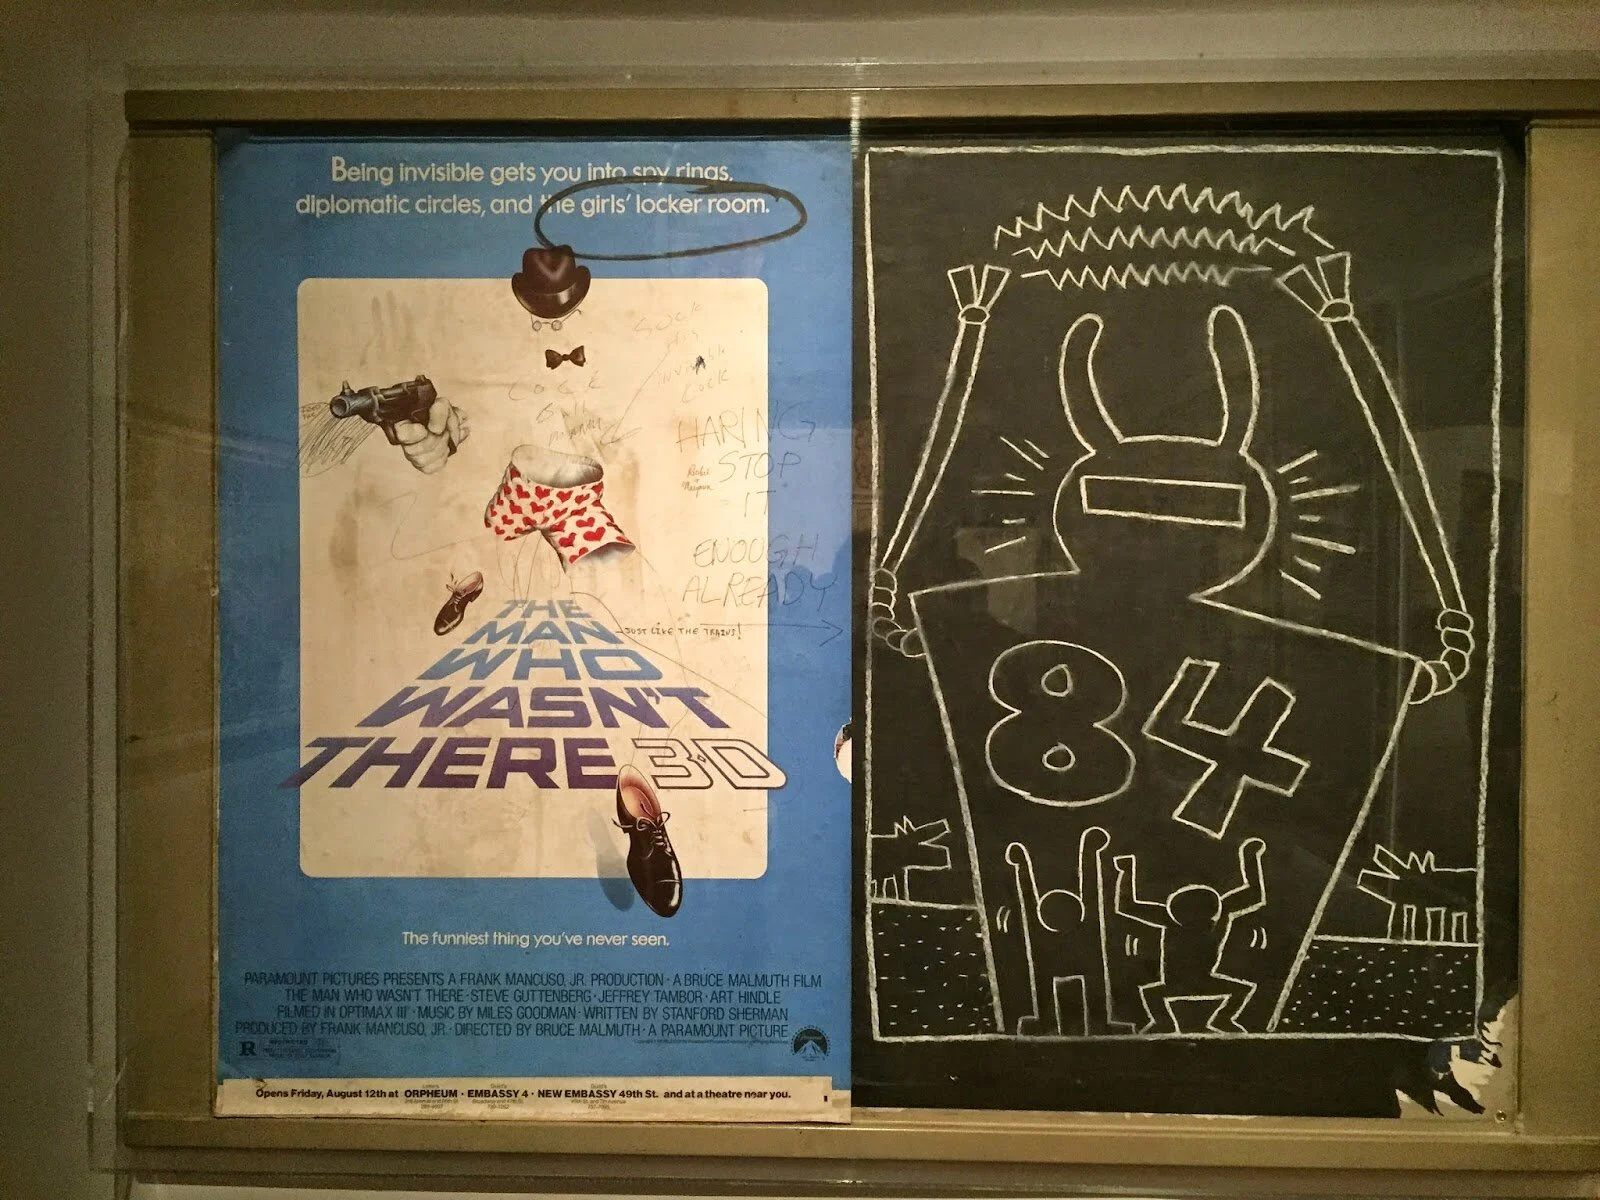 Being invisible gets you into spy rings,
diplomatic circles, and the girls' locker room.
HARING
STOP
IT
ENOUGH
ALREADY
JUST LIKE THE TRAINS!
THE
MAN
WHO
WASN'T
THERE 3-D
The funniest thing you've never seen.
PARAMOUNT PICTURES PRESENTS A FRANK MANCUSO, JR. PRODUCTION · A BRUCE MALMUTH FILM
THE MAN WHO WASN'T THERE · STEVE GUTTENBERG · JEFFREY TAMBOR · ART HINDLE
FILMED IN OPTIMAX III · MUSIC BY MILES GOODMAN · WRITTEN BY STANFORD SHERMAN
PRODUCED BY FRANK MANCUSO, JR. · DIRECTED BY BRUCE MALMUTH · A PARAMOUNT PICTURE
R RESTRICTED
Opens Friday, August 12th at ORPHEUM · EMBASSY 4 · NEW EMBASSY 49th St. and at a theatre near you.
84